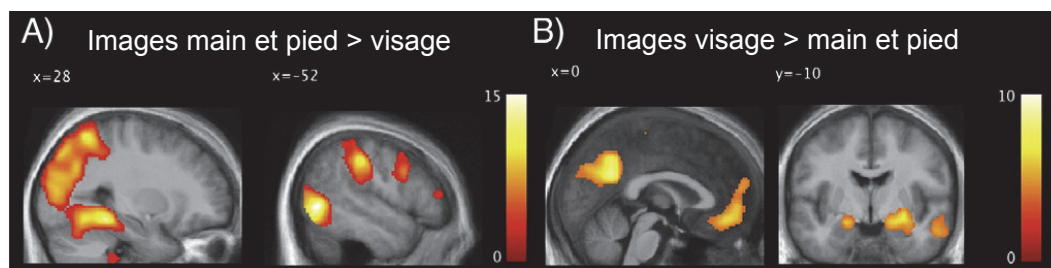 A) Images main et pied > visage
x=28
x=-52
15
0
B) Images visage > main et pied
x=0
y=-10
10
0